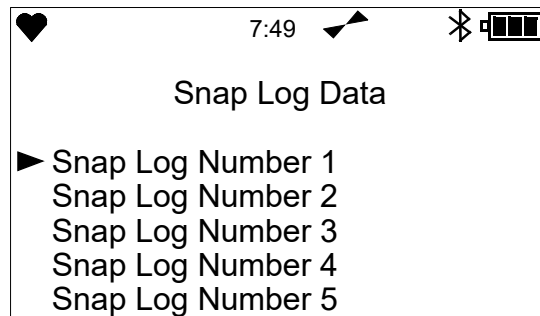 7:49
Snap Log Data
Snap Log Number 1
Snap Log Number 2
Snap Log Number 3
Snap Log Number 4
Snap Log Number 5